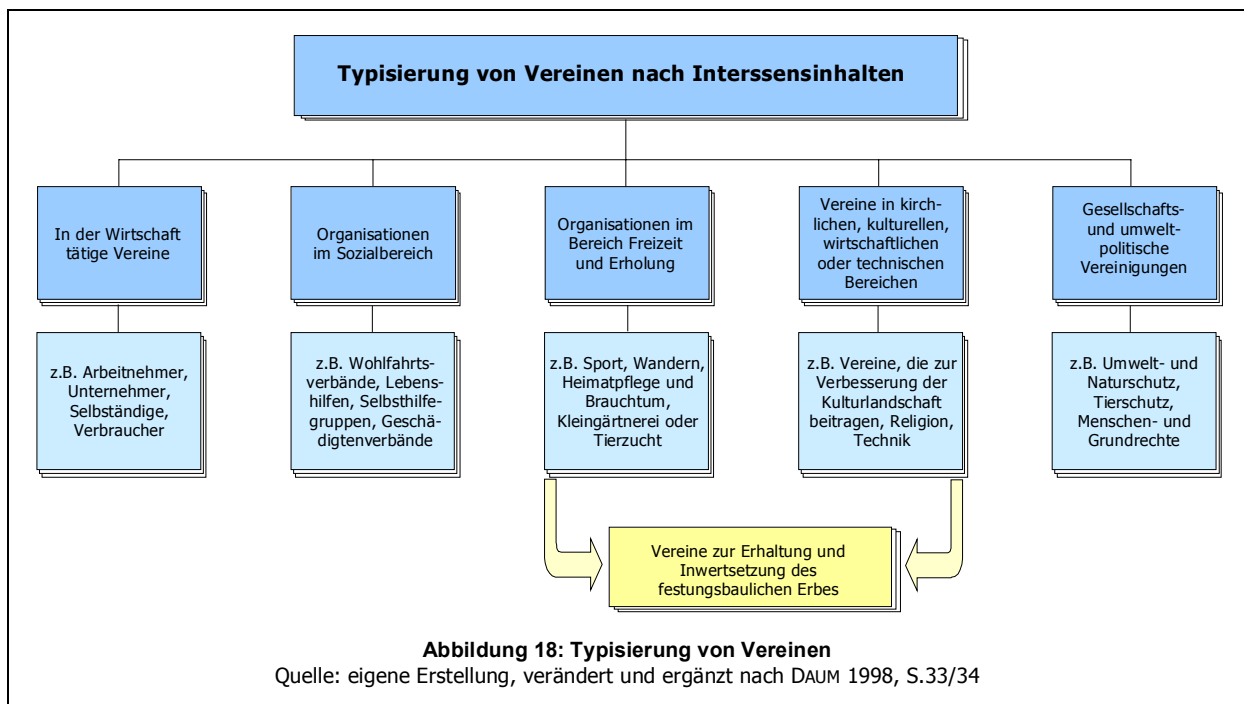 Typisierung von Vereinen nach Interssensinhalten
In der Wirtschaft
tätige Vereine
Organisationen
im Sozialbereich
Organisationen im
Bereich Freizeit
und Erholung
Vereine in kirch-
lichen, kulturellen,
wirtschaftlichen
oder technischen
Bereichen
Gesellschafts-
und umwelt-
politische
Vereinigungen
z.B. Arbeitnehmer,
Unternehmer,
Selbständige,
Verbraucher
z.B. Wohlfahrts-
verbände, Lebens-
hilfen, Selbsthilfe-
gruppen, Geschä-
digtenverbände
z.B. Sport, Wandern,
Heimatpflege und
Brauchtum,
Kleingärtnerei oder
Tierzucht
z.B. Vereine, die zur
Verbesserung der
Kulturlandschaft
beitragen, Religion,
Technik
z.B. Umwelt- und
Naturschutz,
Tierschutz,
Menschen- und
Grundrechte
Vereine zur Erhaltung und
Inwertsetzung des
festungsbaulichen Erbes
Abbildung 18: Typisierung von Vereinen
Quelle: eigene Erstellung, verändert und ergänzt nach DAUM 1998, S.33/34